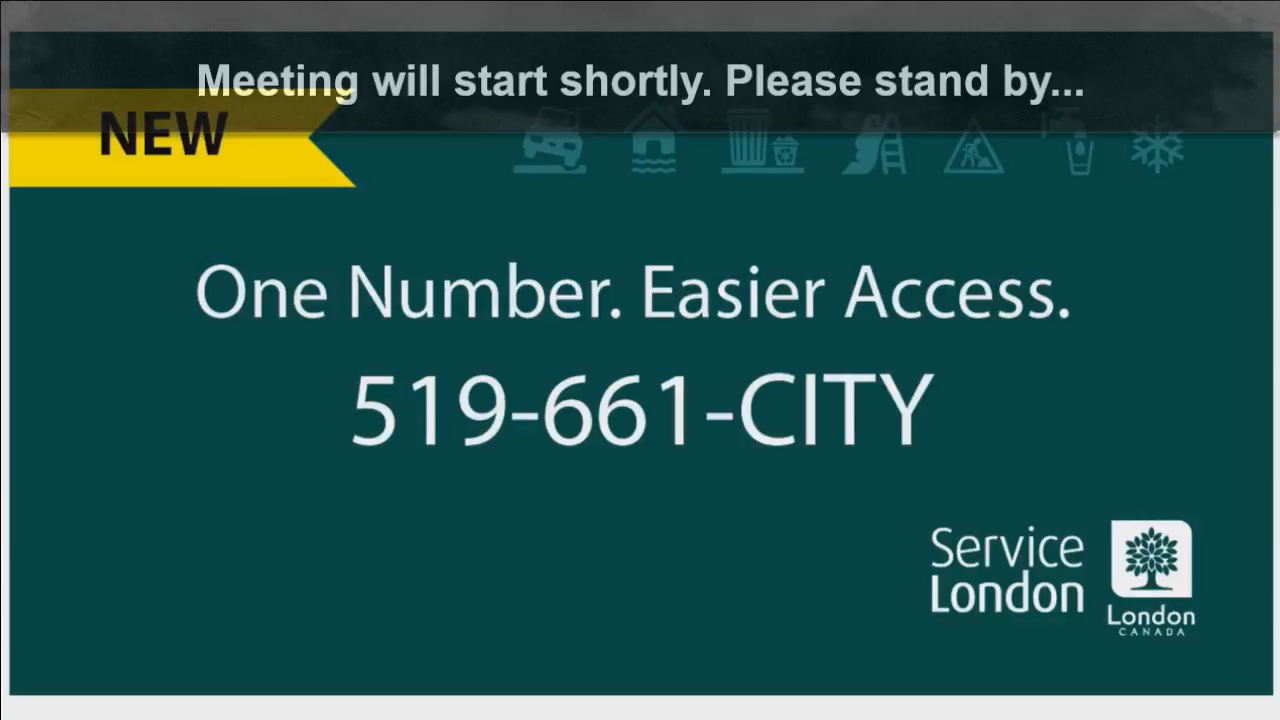 Meeting will start shortly. Please stand by...
NEW
One Number. Easier Access.
519-661-CITY
Service
London
London
CANADA